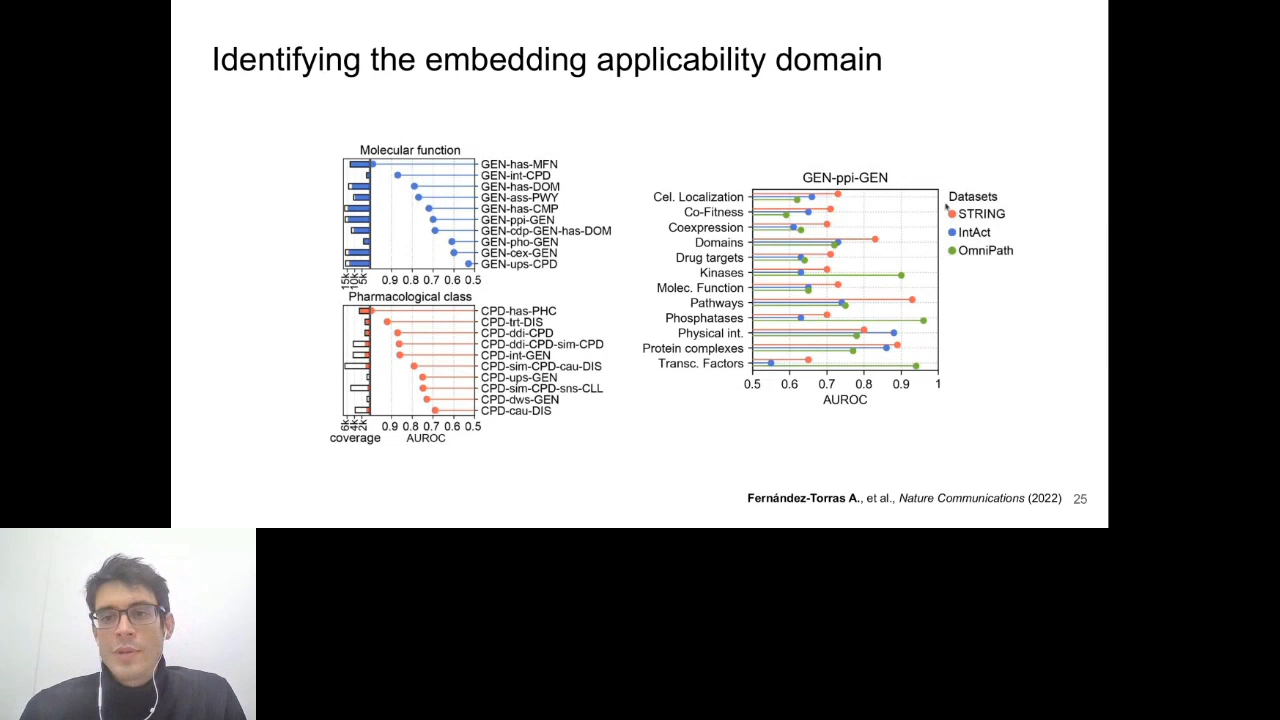 Identifying the embedding applicability domain
Molecular function
GEN-has-MFN
GEN-int-CPD
GEN-has-DOM
GEN-ass-PWY
GEN-has-CMP
GEN-ppi-GEN
GEN-cdp-GEN-has-DOM
GEN-pho-GEN
GEN-cex-GEN
GEN-ups-CPD
15k 10k 5k 0.9 0.8 0.7 0.6 0.5
Pharmacological class
CPD-has-PHC
CPD-trt-DIS
CPD-ddi-CPD
CPD-ddi-CPD-sim-CPD
CPD-int-GEN
CPD-sim-CPD-cau-DIS
CPD-ups-GEN
CPD-sim-CPD-sns-CLL
CPD-dws-GEN
CPD-cau-DIS
6k 4k 2k 0.9 0.8 0.7 0.6 0.5
coverage AUROC
GEN-ppi-GEN
Cel. Localization
Co-Fitness
Coexpression
Domains
Drug targets
Kinases
Molec. Function
Pathways
Phosphatases
Physical int.
Protein complexes
Transc. Factors
0.5 0.6 0.7 0.8 0.9 1
AUROC
Datasets
STRING
IntAct
OmniPath
Fernández-Torras A., et al., Nature Communications (2022) 25